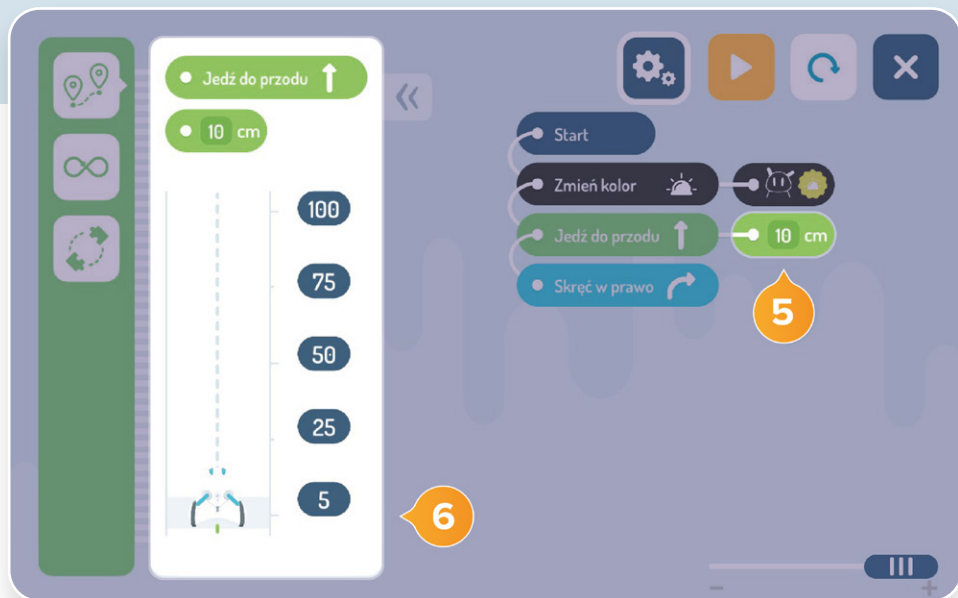 Jedź do przodu
10 cm
100
75
50
25
5
6
Start
Zmień kolor
Jedź do przodu
10 cm
Skręć w prawo
5
- +